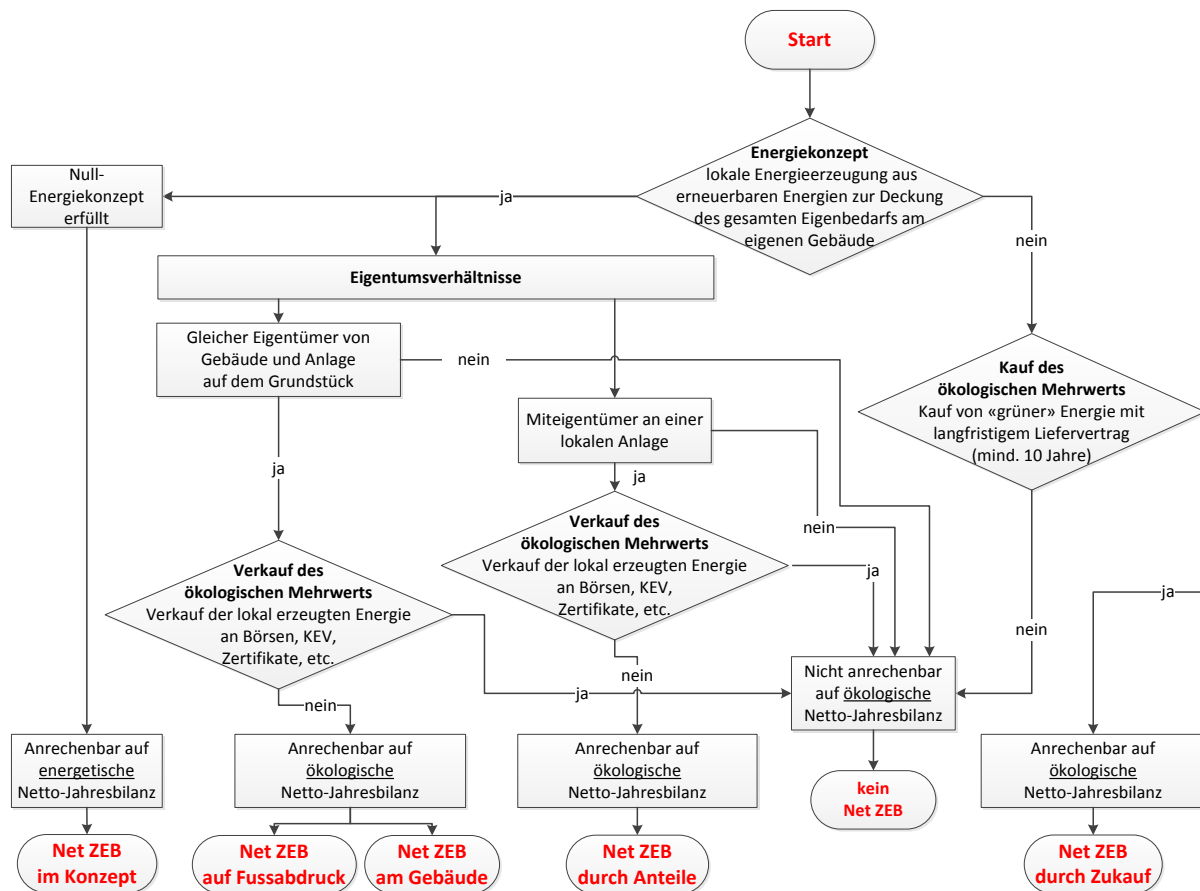 Start
Energiekonzept
lokale Energieerzeugung aus
erneuerbaren Energien zur Deckung
des gesamten Eigenbedarfs am
eigenen Gebäude
ja
nein
Null-
Energiekonzept
erfüllt
Eigentumsverhältnisse
Gleicher Eigentümer von
Gebäude und Anlage
auf dem Grundstück
nein
ja
Miteigentümer an einer
lokalen Anlage
ja
nein
Kauf des
ökologischen Mehrwerts
Kauf von «grüner» Energie mit
langfristigem Liefervertrag
(mind. 10 Jahre)
nein
ja
Verkauf des
ökologischen Mehrwerts
Verkauf der lokal erzeugten Energie
an Börsen, KEV,
Zertifikate, etc.
ja
nein
Verkauf des
ökologischen Mehrwerts
Verkauf der lokal erzeugten Energie
an Börsen, KEV,
Zertifikate, etc.
ja
nein
Nicht anrechenbar
auf ökologische
Netto-Jahresbilanz
kein
Net ZEB
Anrechenbar auf
energetische
Netto-Jahresbilanz
Anrechenbar auf
ökologische
Netto-Jahresbilanz
Anrechenbar auf
ökologische
Netto-Jahresbilanz
Anrechenbar auf
ökologische
Netto-Jahresbilanz
Net ZEB
im Konzept
Net ZEB
auf Fussabdruck
Net ZEB
am Gebäude
Net ZEB
durch Anteile
Net ZEB
durch Zukauf